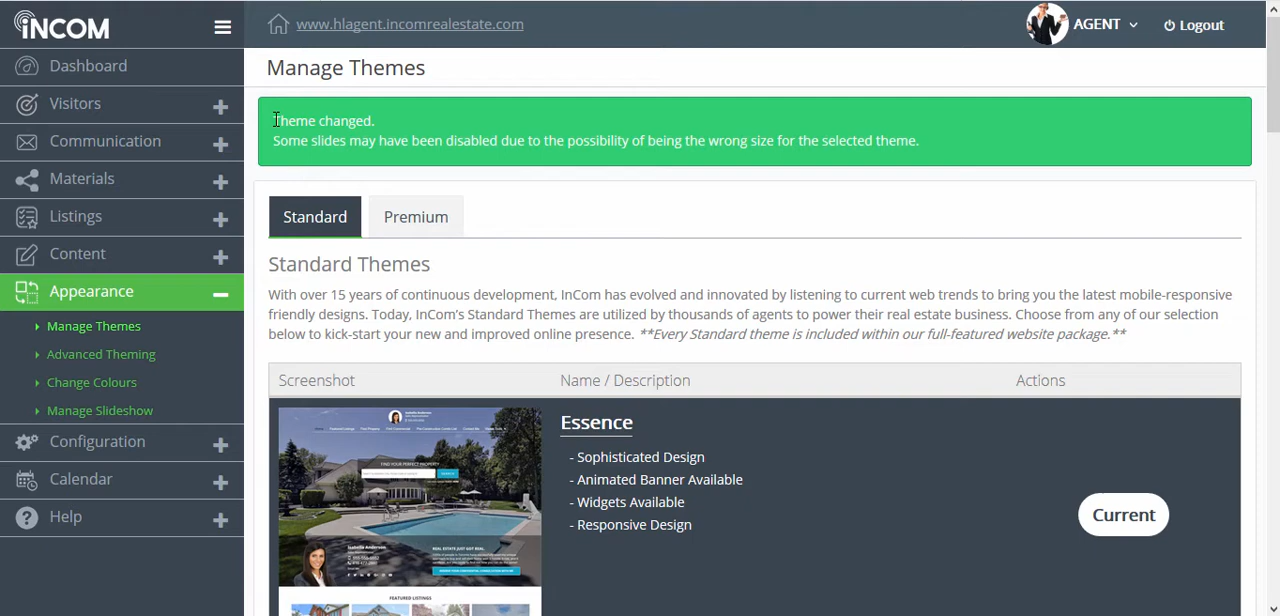 INCOM
www.hlagent.incomrealestate.com
AGENT
Logout
Dashboard
Visitors
Communication
Materials
Listings
Content
Appearance
Manage Themes
Advanced Theming
Change Colours
Manage Slideshow
Configuration
Calendar
Help
Manage Themes
Theme changed.
Some slides may have been disabled due to the possibility of being the wrong size for the selected theme.
Standard
Premium
Standard Themes
With over 15 years of continuous development, InCom has evolved and innovated by listening to current web trends to bring you the latest mobile-responsive
friendly designs. Today, InCom's Standard Themes are utilized by thousands of agents to power their real estate business. Choose from any of our selection
below to kick-start your new and improved online presence. **Every Standard theme is included within our full-featured website package.**
Screenshot
Name / Description
Actions
Essence
- Sophisticated Design
- Animated Banner Available
- Widgets Available
- Responsive Design
Current
FIND YOUR PERFECT PROPERTY
FEATURED LISTINGS